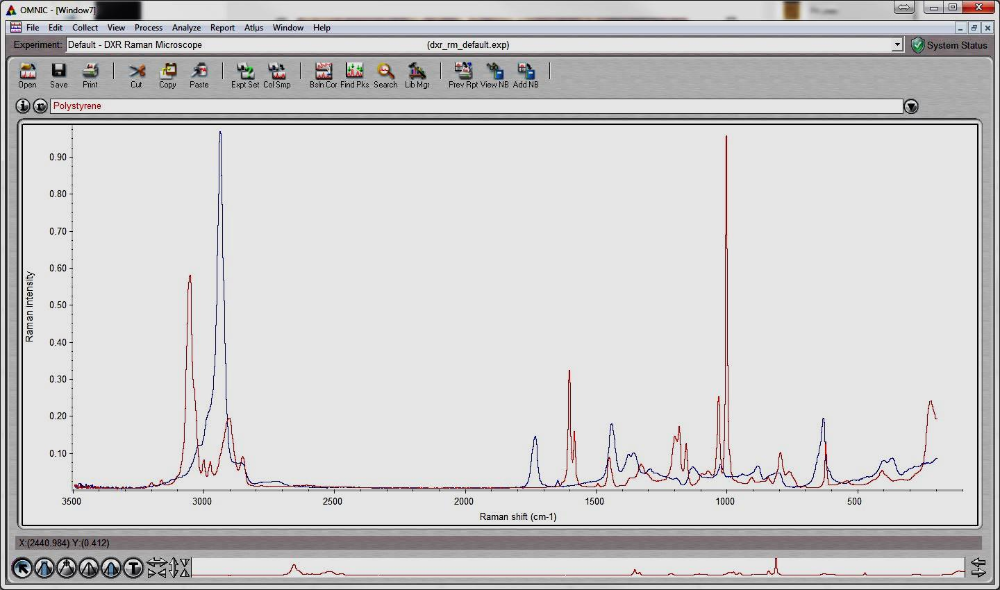 OMNIC - [Window7]
File Edit Collect View Process Analyze Report Atlµs Window Help
Experiment: Default - DXR Raman Microscope (dxr_rm_default.exp) System Status
Open Save Print Cut Copy Paste Expt Set Col Smp Bsln Cor Find Pks Search Lib Mgr Prev Rpt View NB Add NB
Polystyrene
0.90
0.80
0.70
0.60
0.50
0.40
0.30
0.20
0.10
Raman intensity
3500 3000 2500 2000 1500 1000 500
Raman shift (cm-1)
X:(2440.984) Y:(0.412)
T